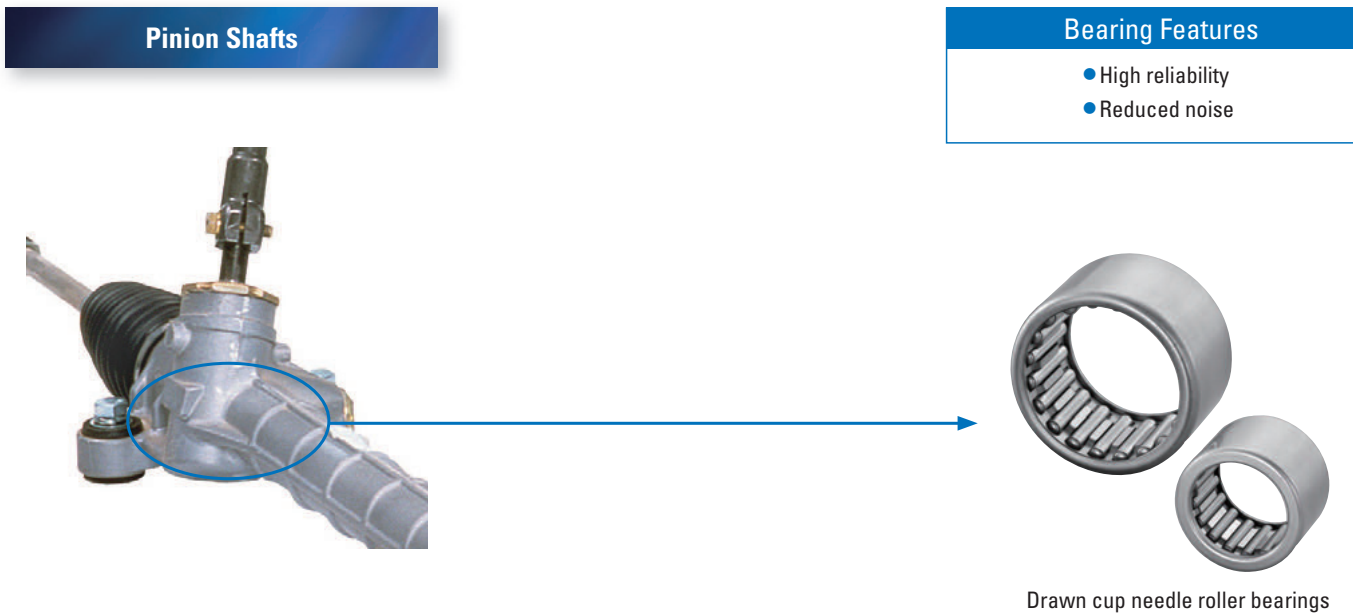 Pinion Shafts
Bearing Features
● High reliability
● Reduced noise
Drawn cup needle roller bearings